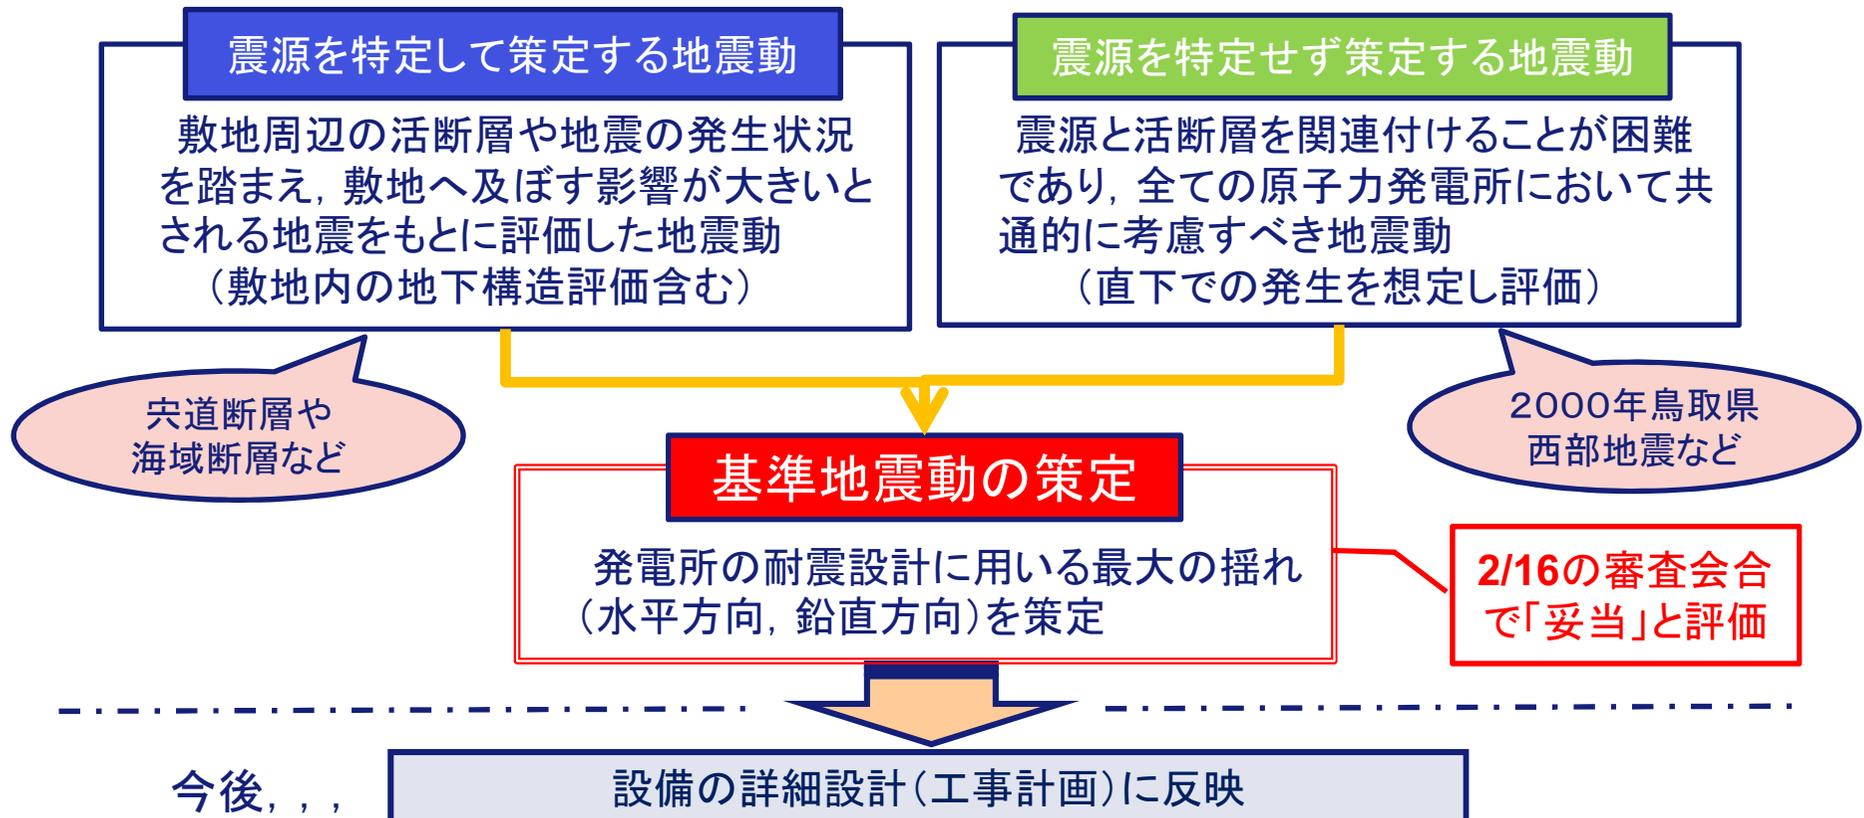 震源を特定して策定する地震動
敷地周辺の活断層や地震の発生状況
を踏まえ，敷地へ及ぼす影響が大きいと
される地震をもとに評価した地震動
（敷地内の地下構造評価含む）
震源を特定せず策定する地震動
震源と活断層を関連付けることが困難
であり，全ての原子力発電所において共
通的に考慮すべき地震動
（直下での発生を想定し評価）
宍道断層や
海域断層など
2000年鳥取県
西部地震など
基準地震動の策定
発電所の耐震設計に用いる最大の揺れ
（水平方向，鉛直方向）を策定
2/16の審査会合
で「妥当」と評価
今後，，，
設備の詳細設計（工事計画）に反映